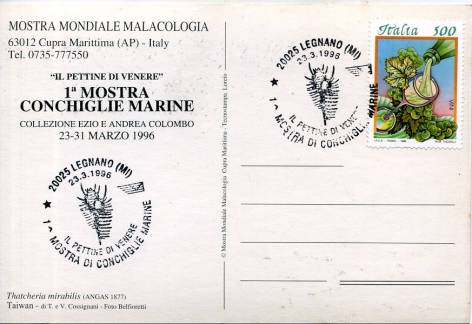 MOSTRA MONDIALE MALACOLOGIA
63012 Cupra Marittima (AP) - Italy
Tel. 0735-777550
"IL PETTINE DI VENERE"
1ª MOSTRA
CONCHIGLIE MARINE
COLLEZIONE EZIO E ANDREA COLOMBO
23-31 MARZO 1996
20025 LEGNANO (MI)
23.3.1996
IL PETTINE DI VENERE
★ 1ª MOSTRA DI CONCHIGLIE MARINE
Thatcheria mirabilis (ANGAS 1877)
Taiwan - di T. e V. Cossignani - Foto Belfioretti
© Mostra Mondiale Malacologia Cupra Marittima - Tecnostampa Loreto
20025 LEGNANO (MI)
23.3.1996
IL PETTINE DI VENERE
★ 1ª MOSTRA DI CONCHIGLIE MARINE
Italia 500